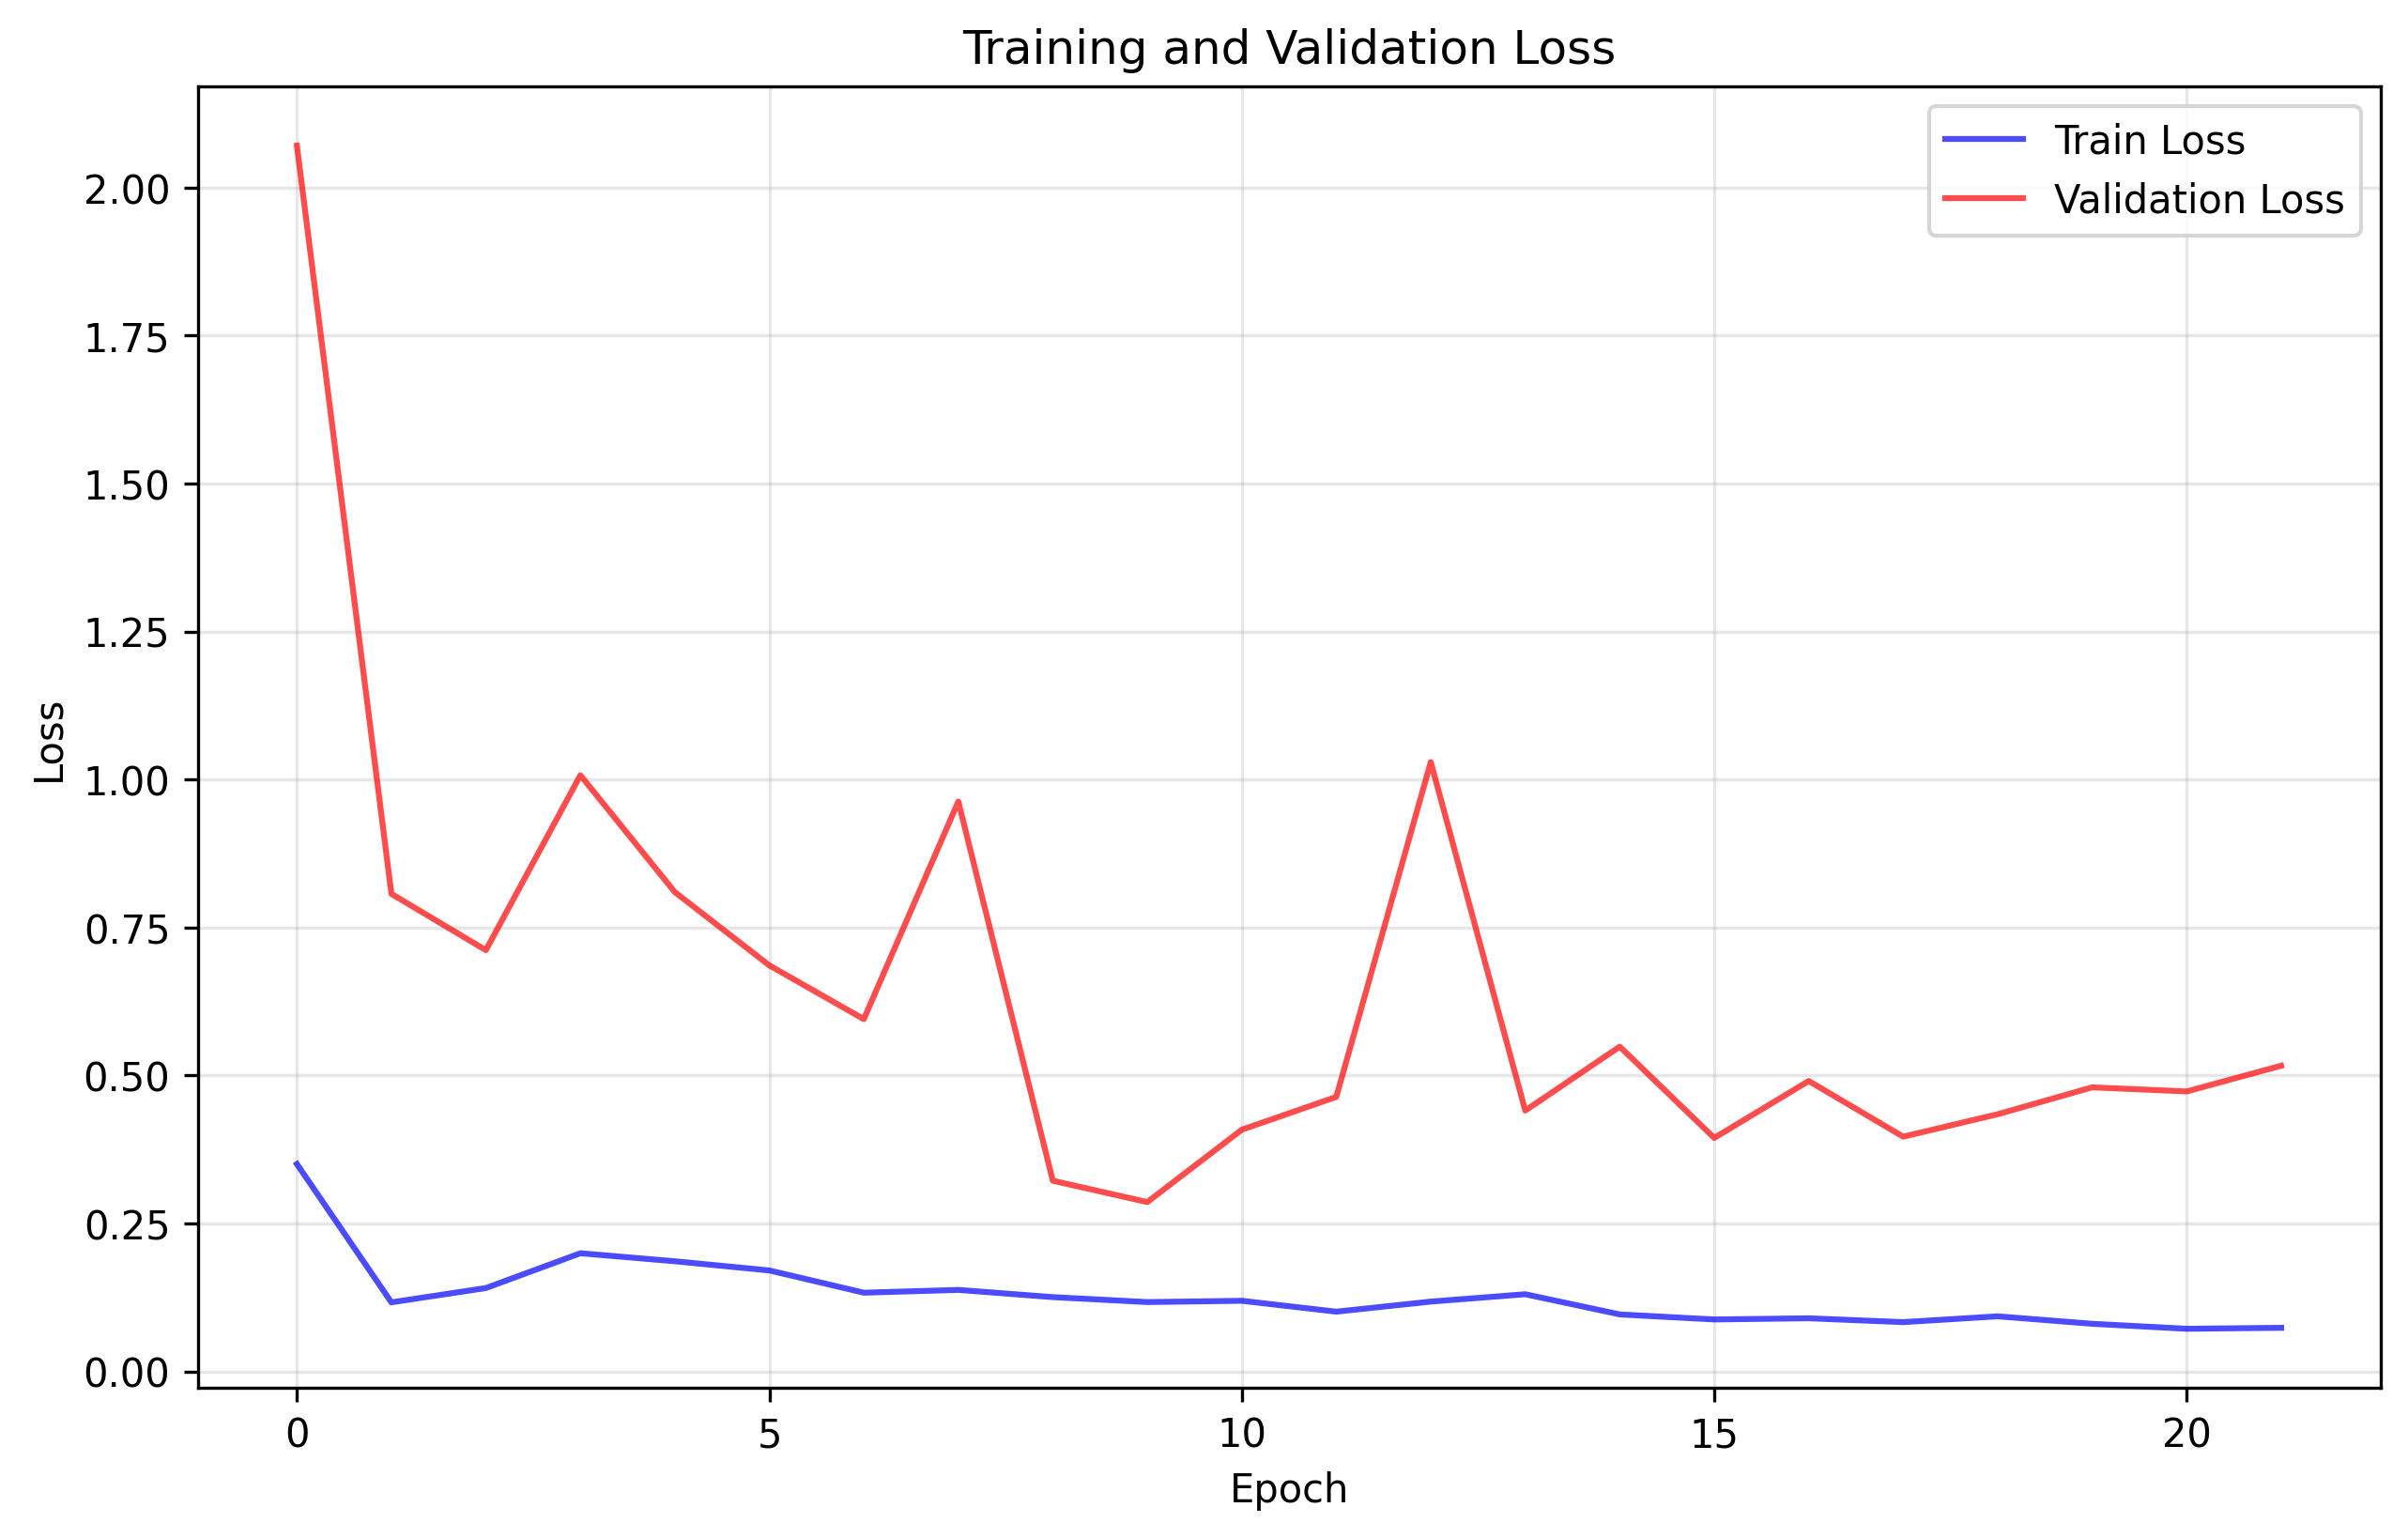 Training and Validation Loss
Train Loss
Validation Loss
2.00
1.75
1.50
1.25
1.00
0.75
0.50
0.25
0.00
Loss
0 5 10 15 20
Epoch